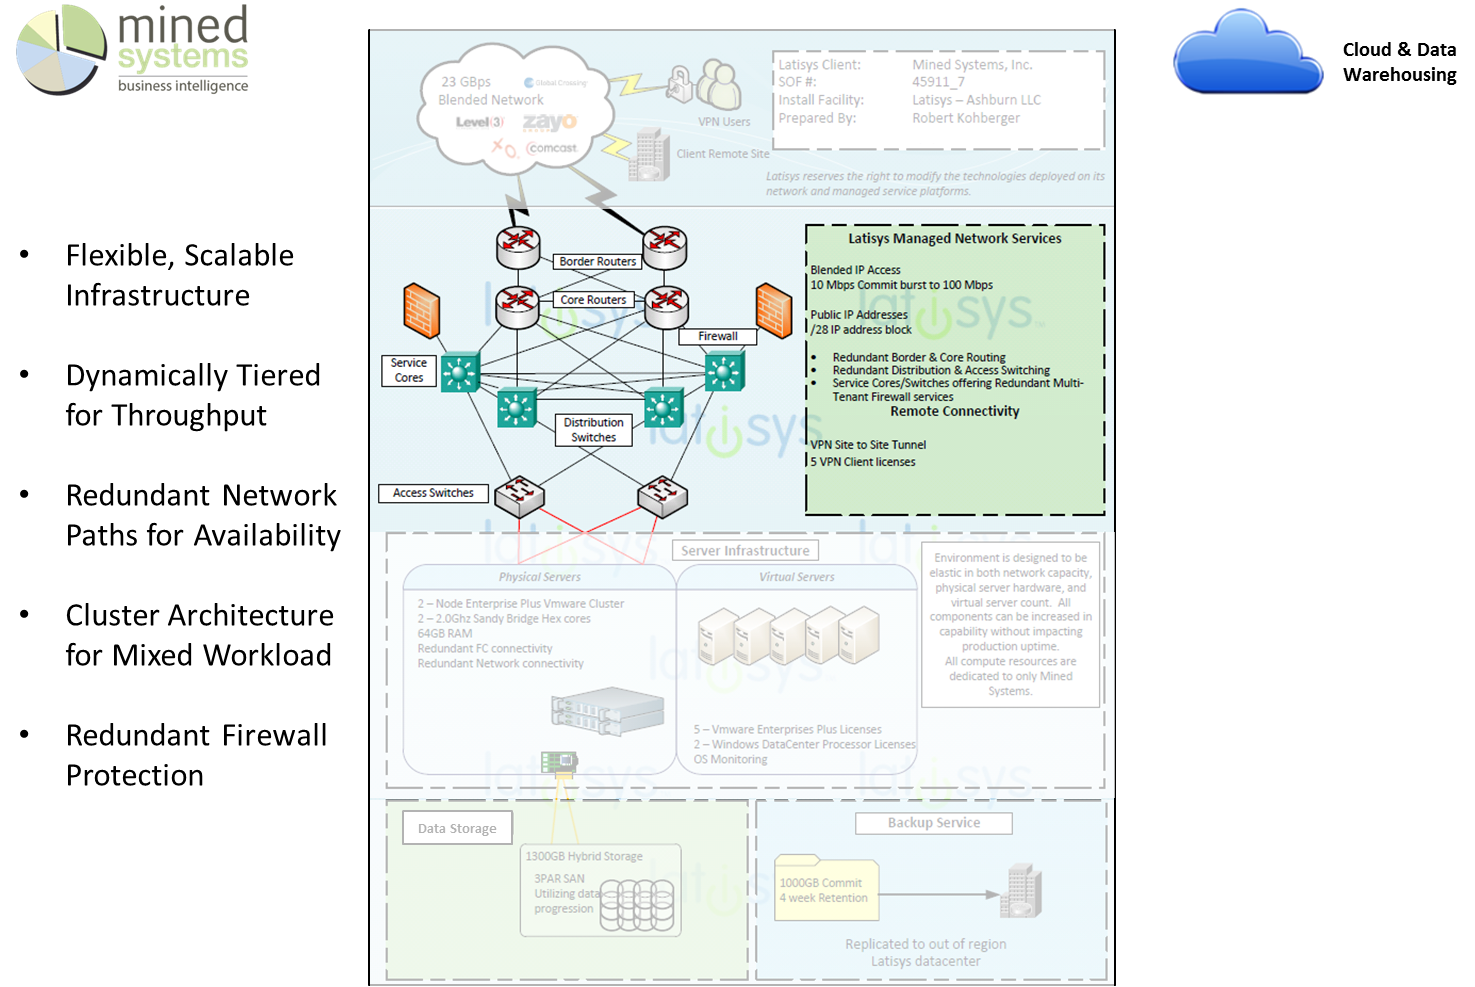 mined
systems
business intelligence
Cloud & Data
Warehousing
• Flexible, Scalable
Infrastructure
• Dynamically Tiered
for Throughput
• Redundant Network
Paths for Availability
• Cluster Architecture
for Mixed Workload
• Redundant Firewall
Protection
23 GBps
Blended Network
Global Crossing
Level(3)
zayo
XO
comcast
VPN Users
Client Remote Site
Latisys Client: Mined Systems, Inc.
SOF #: 45911_7
Install Facility: Latisys – Ashburn LLC
Prepared By: Robert Kohberger
Latisys reserves the right to modify the technologies deployed on its
network and managed service platforms.
Border Routers
Core Routers
Firewall
Service
Cores
Distribution
Switches
Access Switches
Latisys Managed Network Services
Blended IP Access
10 Mbps Commit burst to 100 Mbps
Public IP Addresses
/28 IP address block
• Redundant Border & Core Routing
• Redundant Distribution & Access Switching
• Service Cores/Switches offering Redundant Multi-
Tenant Firewall services
Remote Connectivity
VPN Site to Site Tunnel
5 VPN Client licenses
latisys
latisys
latisys
Server Infrastructure
Physical Servers
2 – Node Enterprise Plus Vmware Cluster
2 – 2.0Ghz Sandy Bridge Hex cores
64GB RAM
Redundant FC connectivity
Redundant Network connectivity
Virtual Servers
5 – Vmware Enterprises Plus Licenses
2 – Windows DataCenter Processor Licenses
OS Monitoring
Environment is designed to be
elastic in both network capacity,
physical server hardware, and
virtual server count. All
components can be increased in
capability without impacting
production uptime.
All compute resources are
dedicated to only Mined
Systems.
latisys
latisys
latisys
latisys
latisys
latisys
Data Storage
1300GB Hybrid Storage
3PAR SAN
Utilizing data
progression
Backup Service
1000GB Commit
4 week Retention
Replicated to out of region
Latisys datacenter